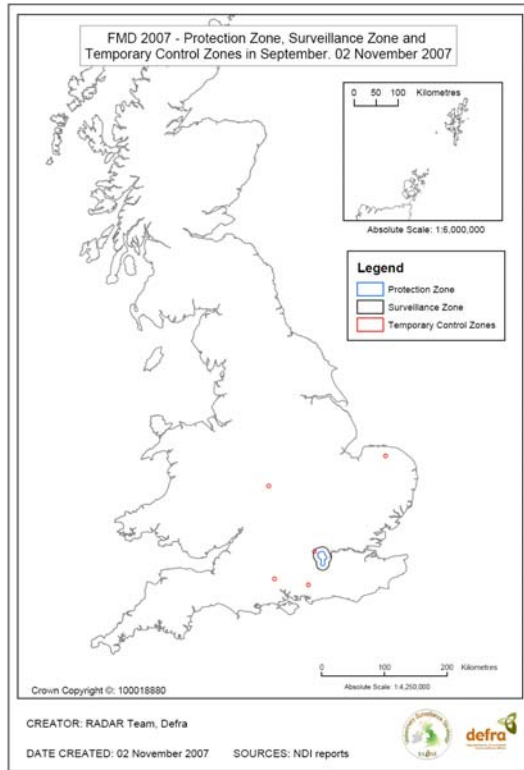 FMD 2007 - Protection Zone, Surveillance Zone and
Temporary Control Zones in September. 02 November 2007
0 50 100 Kilometres
Absolute Scale: 1:6,000,000
Legend
Protection Zone
Surveillance Zone
Temporary Control Zones
0 100 200 Kilometres
Absolute Scale: 1:4,250,000
Crown Copyright ©: 100018880
CREATOR: RADAR Team, Defra
DATE CREATED: 02 November 2007 SOURCES: NDI reports
defra